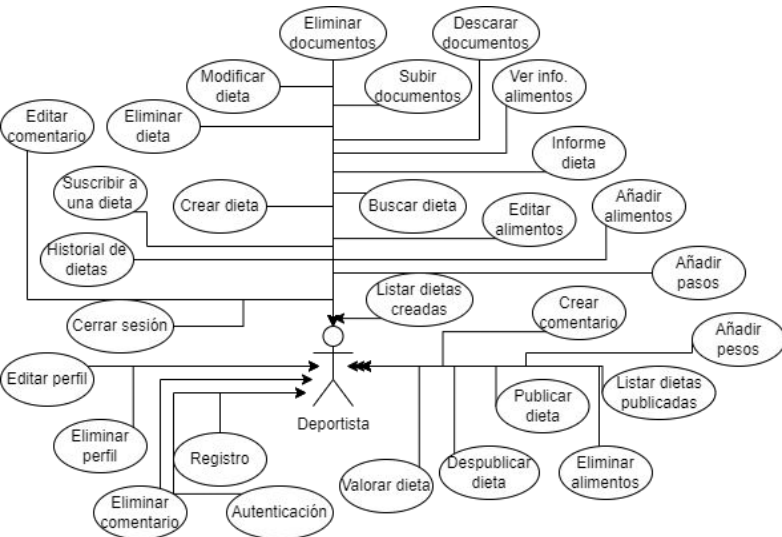 Eliminar
documentos
Descarar
documentos
Modificar
dieta
Subir
documentos
Ver info.
alimentos
Editar
comentario
Eliminar
dieta
Informe
dieta
Suscribir a
una dieta
Crear dieta
Buscar dieta
Editar
alimentos
Añadir
alimentos
Historial de
dietas
Añadir
pasos
Listar dietas
creadas
Cerrar sesión
Crear
comentario
Añadir
pesos
Editar perfil
Listar dietas
publicadas
Publicar
dieta
Deportista
Eliminar
perfil
Registro
Valorar dieta
Despublicar
dieta
Eliminar
alimentos
Eliminar
comentario
Autenticación